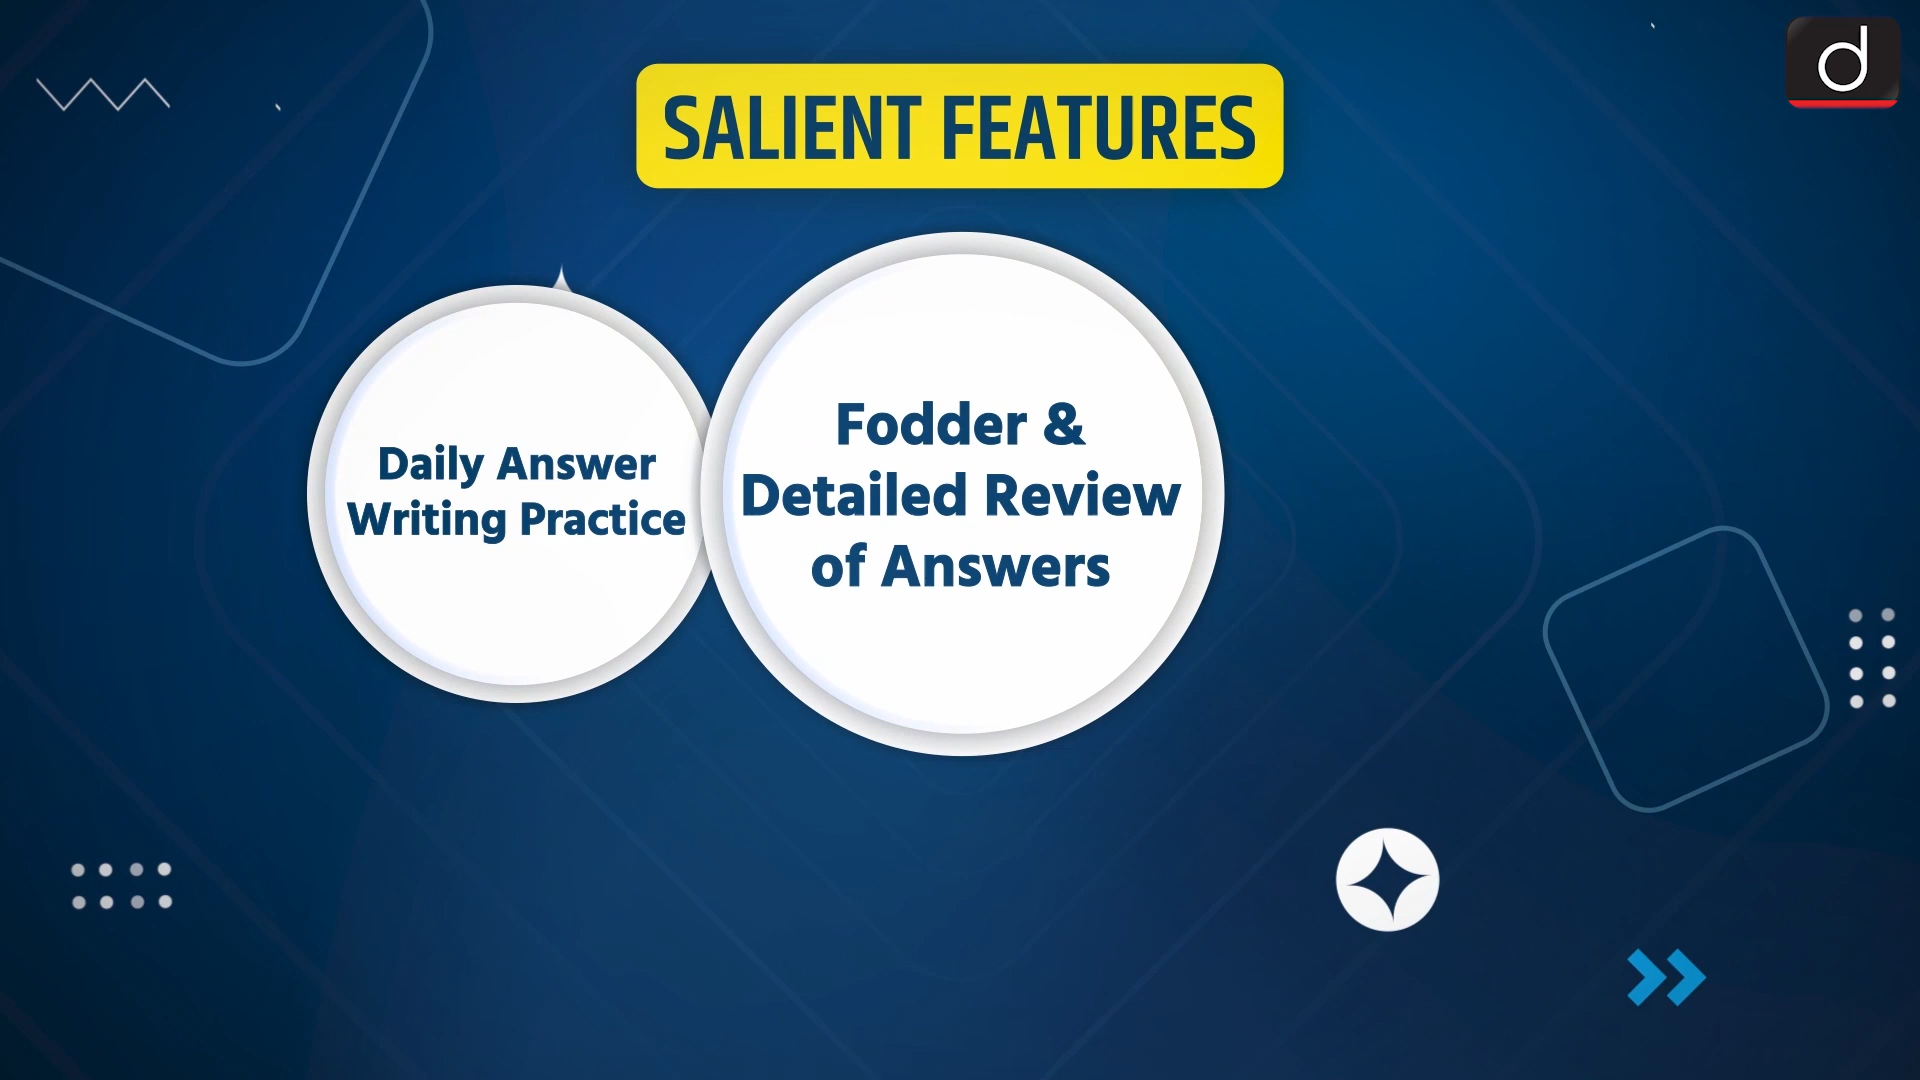 SALIENT FEATURES
Daily Answer
Writing Practice
Fodder &
Detailed Review
of Answers
d